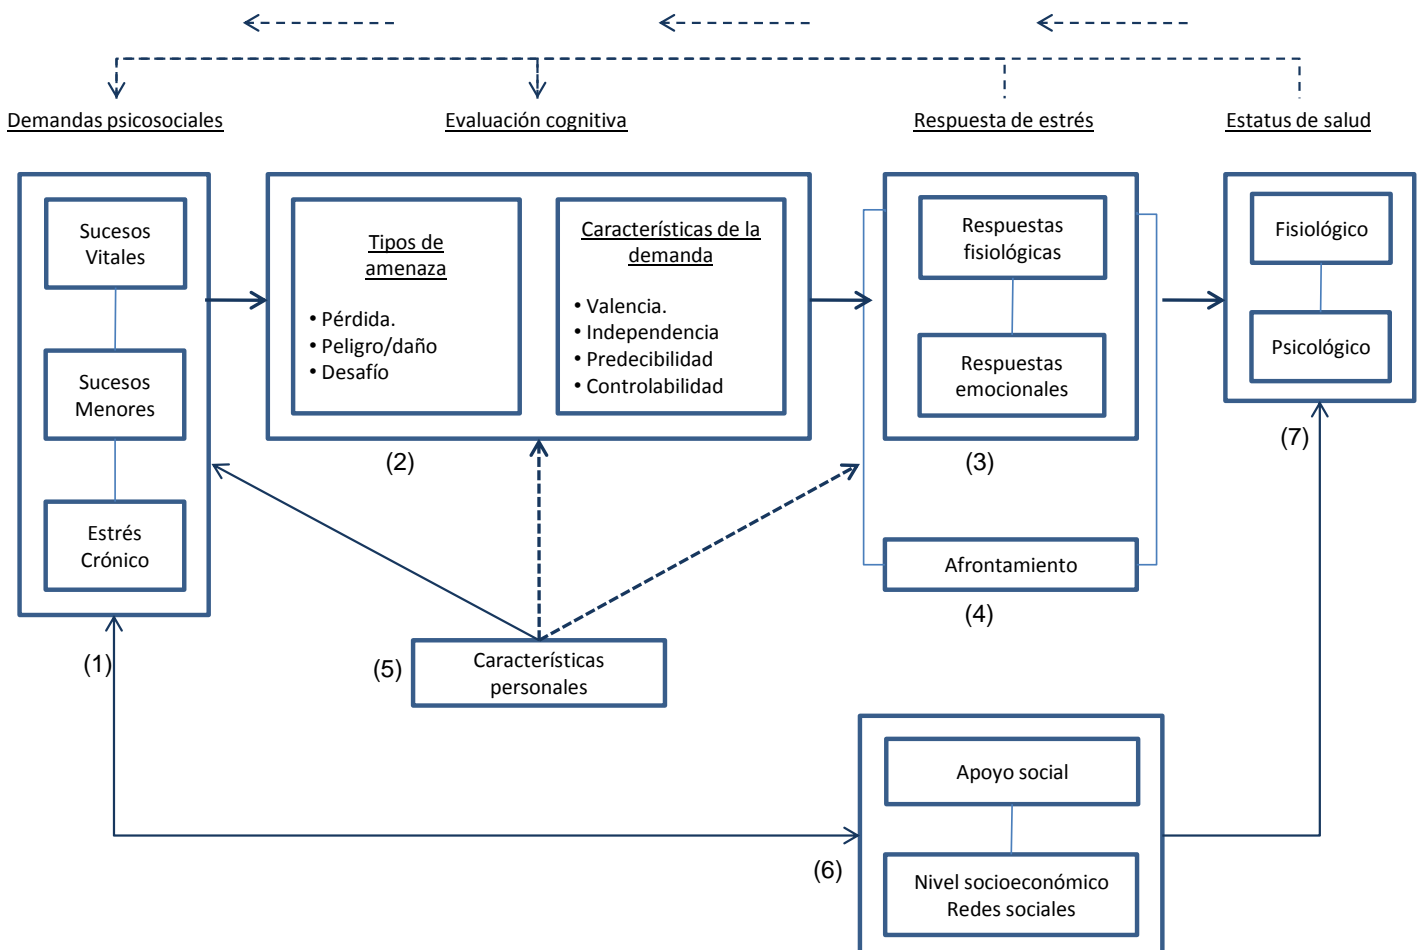 Demandas psicosociales
Evaluación cognitiva
Respuesta de estrés
Estatus de salud
Sucesos
Vitales
Sucesos
Menores
Estrés
Crónico
(1)
Tipos de
amenaza
• Pérdida.
• Peligro/daño
• Desafío
Características de la
demanda
• Valencia.
• Independencia
• Predecibilidad
• Controlabilidad
(2)
Respuestas
fisiológicas
Respuestas
emocionales
(3)
Afrontamiento
(4)
Fisiológico
Psicológico
(7)
(5)
Características
personales
Apoyo social
(6)
Nivel socioeconómico
Redes sociales